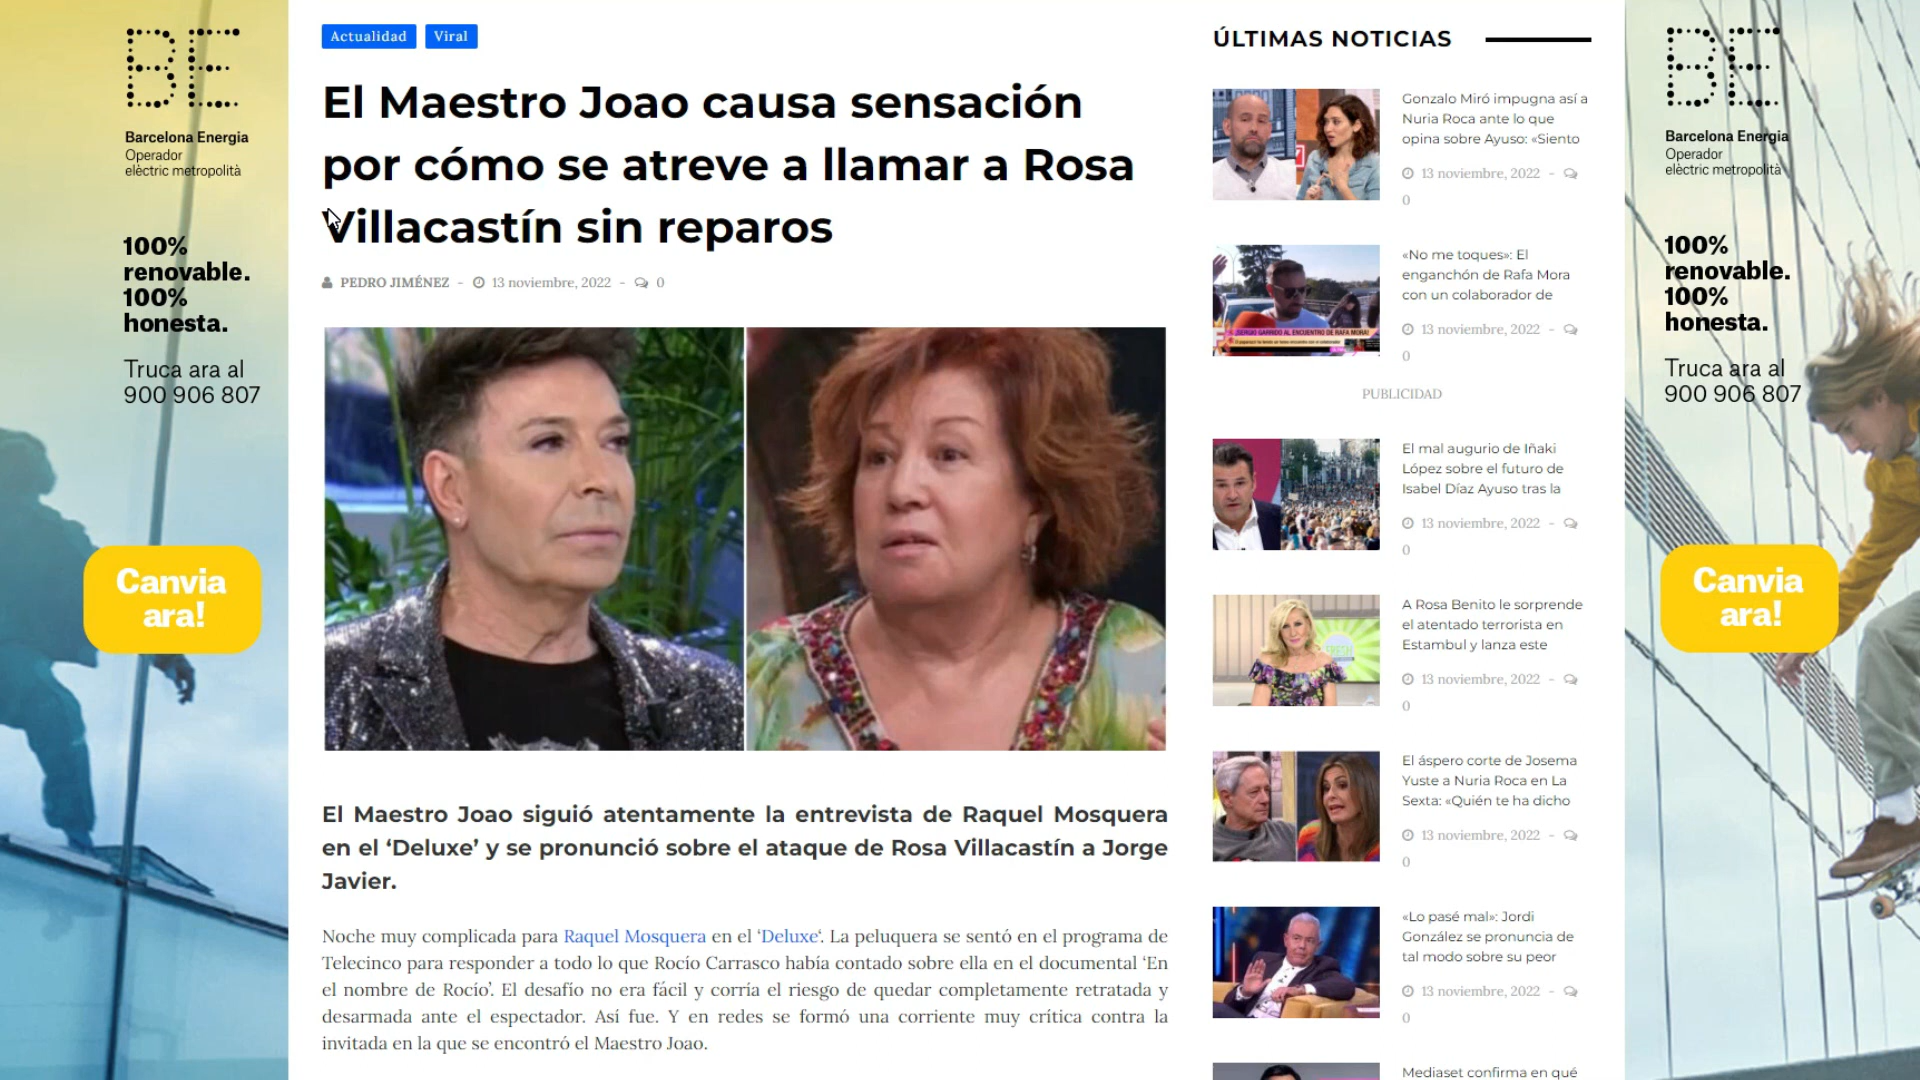 BE
Barcelona Energia
Operador
elèctric metropolità
100%
renovable.
100%
honesta.
Truca ara al
900 906 807
Canvia
ara!
Actualidad
Viral
El Maestro Joao causa sensación
por cómo se atreve a llamar a Rosa
Villacastín sin reparos
PEDRO JIMÉNEZ - 13 noviembre, 2022 - 0
El Maestro Joao siguió atentamente la entrevista de Raquel Mosquera
en el ‘Deluxe’ y se pronunció sobre el ataque de Rosa Villacastín a Jorge
Javier.
Noche muy complicada para Raquel Mosquera en el ‘Deluxe‘. La peluquera se sentó en el programa de
Telecinco para responder a todo lo que Rocío Carrasco había contado sobre ella en el documental ‘En
el nombre de Rocío’. El desafío no era fácil y corría el riesgo de quedar completamente retratada y
desarmada ante el espectador. Así fue. Y en redes se formó una corriente muy crítica contra la
invitada en la que se encontró el Maestro Joao.
ÚLTIMAS NOTICIAS
Gonzalo Miró impugna así a
Nuria Roca ante lo que
opina sobre Ayuso: «Siento
13 noviembre, 2022 -
0
«No me toques»: El
enganchón de Rafa Mora
con un colaborador de
13 noviembre, 2022 -
0
¡SERGIO GARRIDO AL ENCUENTRO DE RAFA MORA!
PUBLICIDAD
El mal augurio de Iñaki
López sobre el futuro de
Isabel Díaz Ayuso tras la
13 noviembre, 2022 -
0
A Rosa Benito le sorprende
el atentado terrorista en
Estambul y lanza este
13 noviembre, 2022 -
0
FRESH
El áspero corte de Josema
Yuste a Nuria Roca en La
Sexta: «Quién te ha dicho
13 noviembre, 2022 -
0
«Lo pasé mal»: Jordi
González se pronuncia de
tal modo sobre su peor
13 noviembre, 2022 -
0
Mediaset confirma en qué
BE
Barcelona Energia
Operador
elèctric metropolità
100%
renovable.
100%
honesta.
Truca ara al
900 906 807
Canvia
ara!